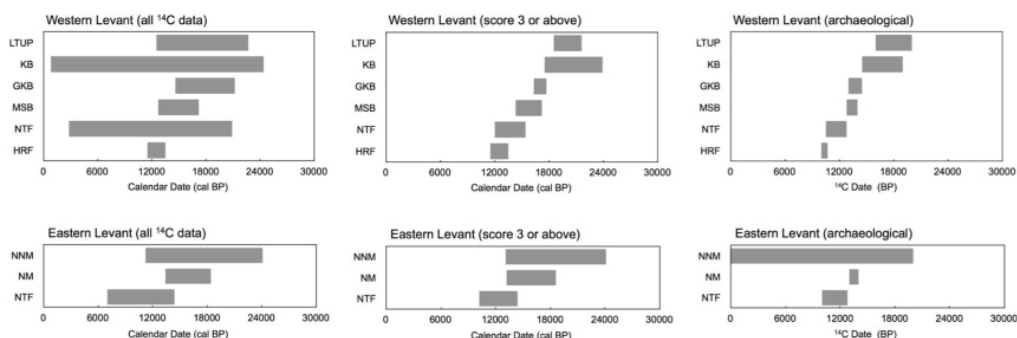 Western Levant (all ¹⁴C data)
LTUP
KB
GKB
MSB
NTF
HRF
0 6000 12000 18000 24000 30000
Calendar Date (cal BP)
Western Levant (score 3 or above)
LTUP
KB
GKB
MSB
NTF
HRF
0 6000 12000 18000 24000 30000
Calendar Date (cal BP)
Western Levant (archaeological)
LTUP
KB
GKB
MSB
NTF
HRF
0 6000 12000 18000 24000 30000
¹⁴C Date (BP)
Eastern Levant (all ¹⁴C data)
NNM
NM
NTF
0 6000 12000 18000 24000 30000
Calendar Date (cal BP)
Eastern Levant (score 3 or above)
NNM
NM
NTF
0 6000 12000 18000 24000 30000
Calendar Date (cal BP)
Eastern Levant (archaeological)
NNM
NM
NTF
0 6000 12000 18000 24000 30000
¹⁴C Date (BP)